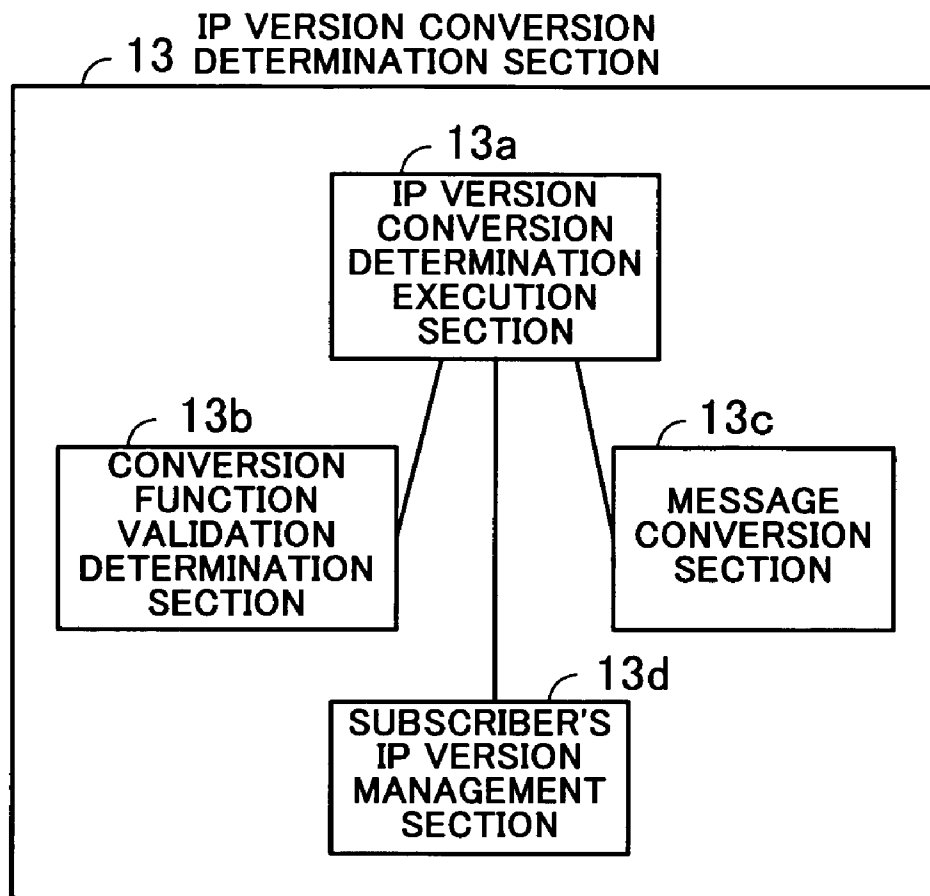 IP VERSION CONVERSION
13 DETERMINATION SECTION
13a
IP VERSION
CONVERSION
DETERMINATION
EXECUTION
SECTION
13b
CONVERSION
FUNCTION
VALIDATION
DETERMINATION
SECTION
13c
MESSAGE
CONVERSION
SECTION
13d
SUBSCRIBER'S
IP VERSION
MANAGEMENT
SECTION